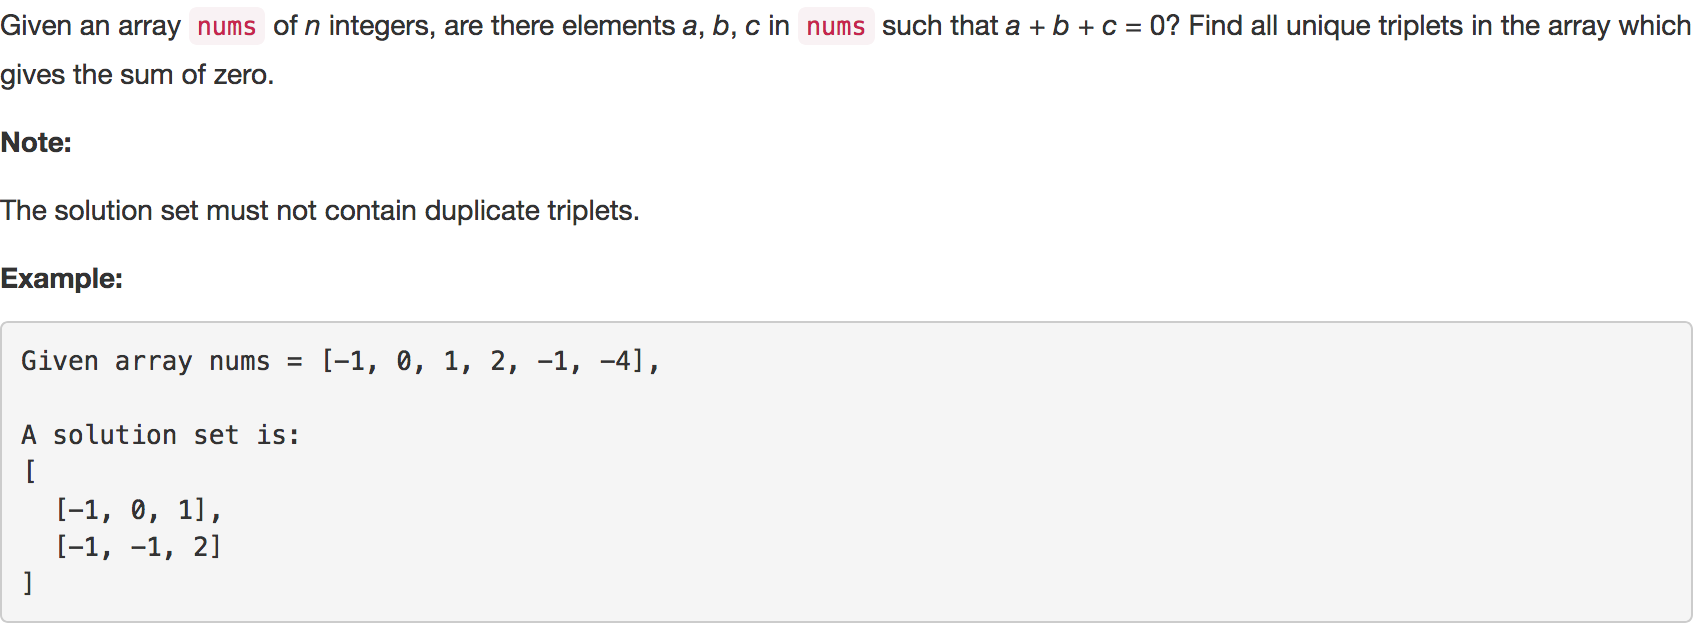 Given an array nums of n integers, are there elements a, b, c in nums such that a + b + c = 0? Find all unique triplets in the array which
gives the sum of zero.
Note:
The solution set must not contain duplicate triplets.
Example:
Given array nums = [-1, 0, 1, 2, -1, -4],
A solution set is:
[
  [-1, 0, 1],
  [-1, -1, 2]
]